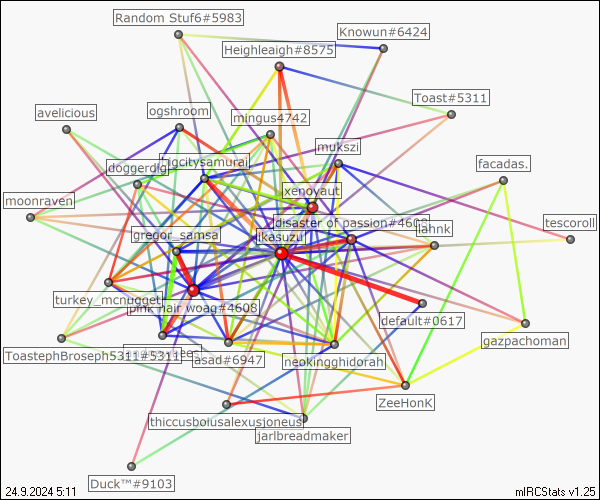 Random Stuf6#5983
Knowun#6424
Heighleaigh#8575
Toast#5311
avelicious
ogshroom
mingus4742
mukszi
jigcitysamurai
doggerdig
facadas.
xenoyaut
moonraven
disaster of passion#4608
tescoroll
gregor_samsa
ikasuzu
lahnk
turkey_mcnugget
pink hair woag#4608
default#0617
gazpachoman
ToastephBroseph5311#5311
asad#6947
neokingghidorah
ZeeHonK
thiccusboiusalexusjoneus
jarlbreadmaker
Duck™#9103
24.9.2024 5:11
mIRCStats v1.25